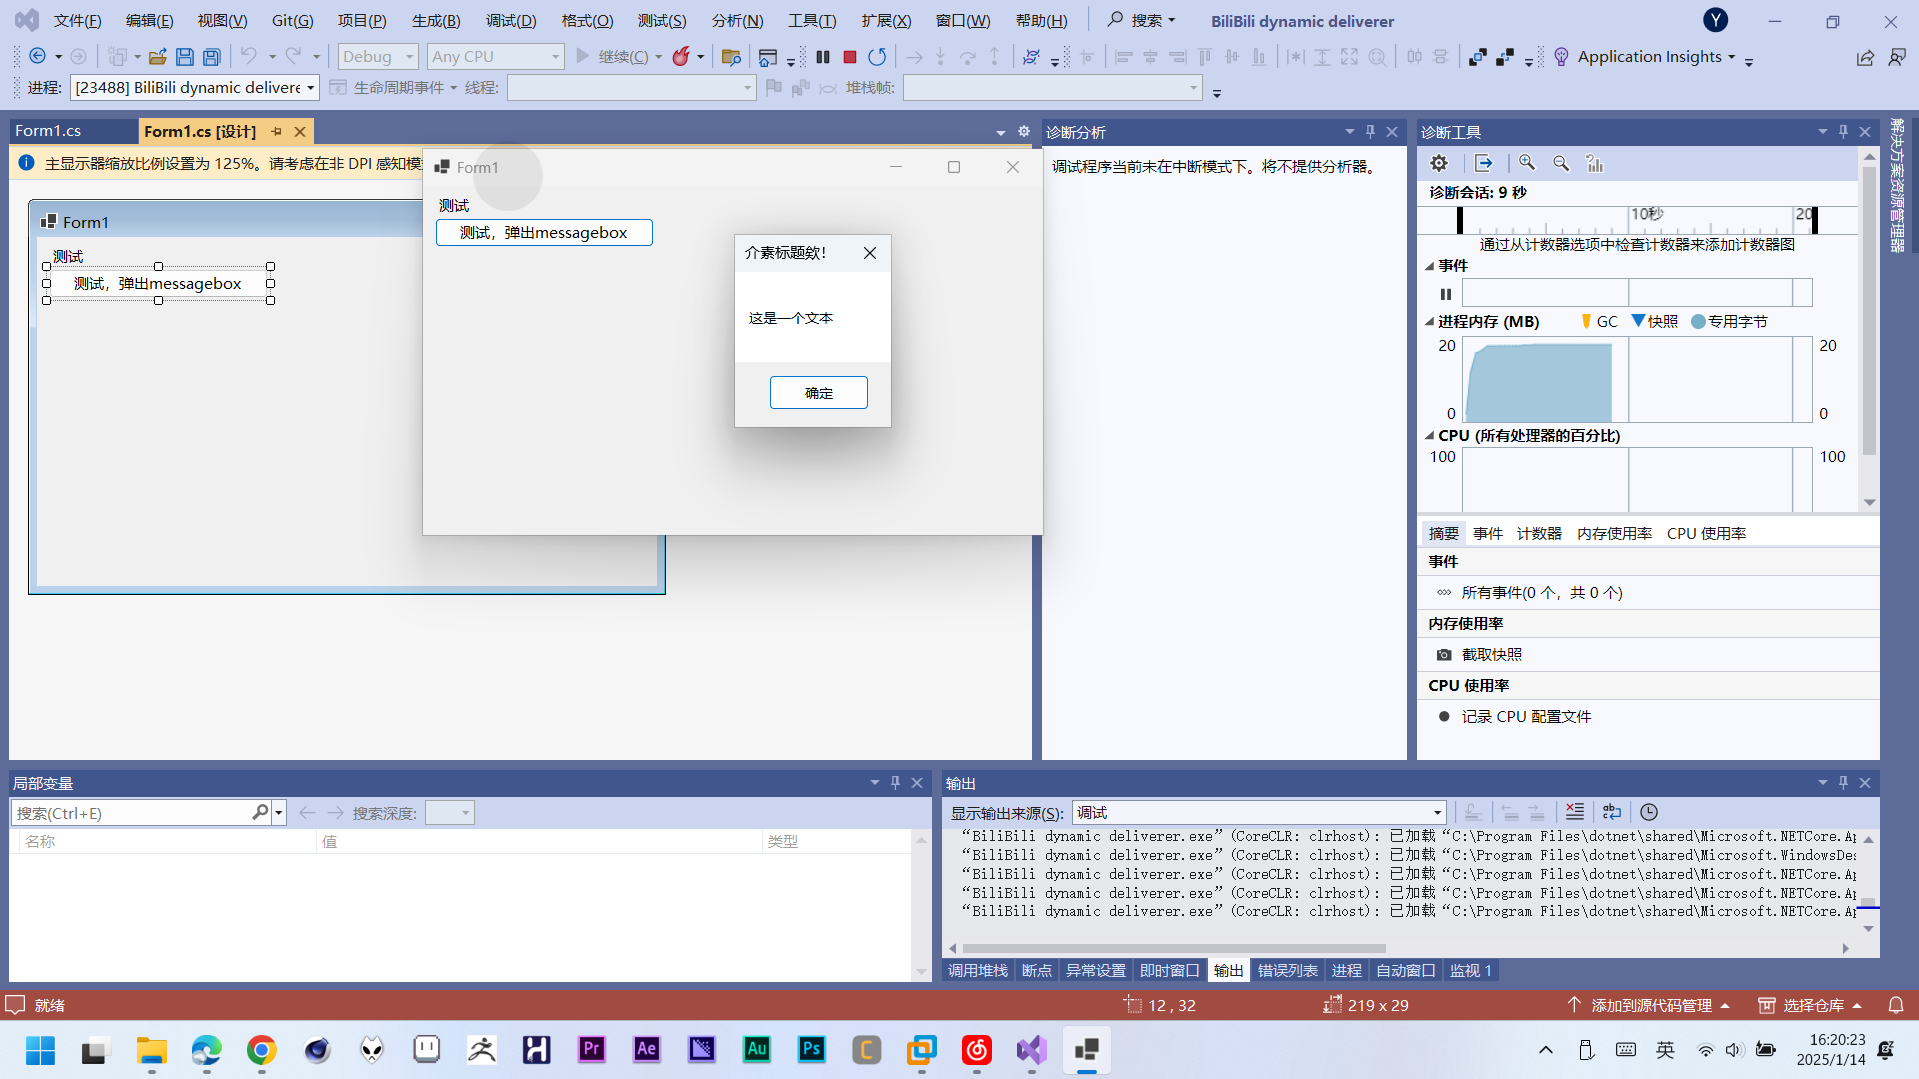 文件(F) 编辑(E) 视图(V) Git(G) 项目(P) 生成(B) 调试(D) 格式(O) 测试(S) 分析(N) 工具(T) 扩展(X) 窗口(W) 帮助(H) 搜索 BiliBili dynamic deliverer Y
Debug Any CPU 继续(C) Application Insights
进程: [23488] BiliBili dynamic delivere 生命周期事件 线程: 堆栈帧:
Form1.cs Form1.cs [设计]
主显示器缩放比例设置为 125%。请考虑在非 DPI 感知模
Form1
测试
测试，弹出messagebox
Form1
测试
测试，弹出messagebox
介素标题欸！
这是一个文本
确定
诊断分析
调试程序当前未在中断模式下。将不提供分析器。
诊断工具
诊断会话: 9 秒
10秒 20
通过从计数器选项中检查计数器来添加计数器图
事件
进程内存 (MB) GC 快照 专用字节
20 20
0 0
CPU (所有处理器的百分比)
100 100
摘要 事件 计数器 内存使用率 CPU 使用率
事件
所有事件(0 个，共 0 个)
内存使用率
截取快照
CPU 使用率
记录 CPU 配置文件
解决方案资源管理器
局部变量
搜索(Ctrl+E) 搜索深度:
名称 值 类型
输出
显示输出来源(S): 调试
“BiliBili dynamic deliverer.exe”(CoreCLR: clrhost): 已加载“C:\Program Files\dotnet\shared\Microsoft.NETCore.Ap
“BiliBili dynamic deliverer.exe”(CoreCLR: clrhost): 已加载“C:\Program Files\dotnet\shared\Microsoft.WindowsDes
“BiliBili dynamic deliverer.exe”(CoreCLR: clrhost): 已加载“C:\Program Files\dotnet\shared\Microsoft.NETCore.Ap
“BiliBili dynamic deliverer.exe”(CoreCLR: clrhost): 已加载“C:\Program Files\dotnet\shared\Microsoft.NETCore.Ap
“BiliBili dynamic deliverer.exe”(CoreCLR: clrhost): 已加载“C:\Program Files\dotnet\shared\Microsoft.NETCore.Ap
调用堆栈 断点 异常设置 即时窗口 输出 错误列表 进程 自动窗口 监视 1
就绪 12 , 32 219 x 29 添加到源代码管理 选择仓库
Pr Ae Au Ps C 英 16:20:23
2025/1/14